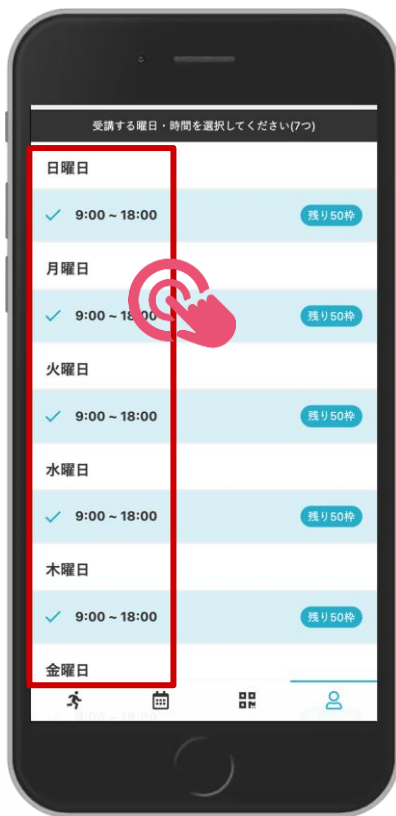 受講する曜日・時間を選択してください(7つ)
日曜日
9:00 ~ 18:00 残り50枠
月曜日
9:00 ~ 18:00 残り50枠
火曜日
9:00 ~ 18:00 残り50枠
水曜日
9:00 ~ 18:00 残り50枠
木曜日
9:00 ~ 18:00 残り50枠
金曜日